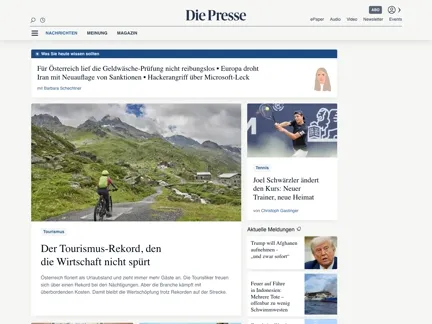 Die Presse
ABO
ePaper Audio Video Newsletter Events
NACHRICHTEN MEINUNG MAGAZIN
Was Sie heute wissen sollten
Für Österreich lief die Geldwäsche-Prüfung nicht reibungslos • Europa droht
Iran mit Neuauflage von Sanktionen • Hackerangriff über Microsoft-Leck
mit Barbara Schechtner
Tourismus
Der Tourismus-Rekord, den
die Wirtschaft nicht spürt
Österreich floriert als Urlaubsland und zieht immer mehr Gäste an. Die Touristiker freuen
sich über einen Rekord bei den Nächtigungen. Aber die Branche kämpft mit
überbordenden Kosten. Damit bleibt die Wertschöpfung trotz Rekorden auf der Strecke.
Tennis
Joel Schwärzler ändert
den Kurs: Neuer
Trainer, neue Heimat
von Christoph Gastinger
Aktuelle Meldungen
Trump will Afghanen
aufnehmen -
„und zwar sofort“
Feuer auf Fähre
in Indonesien:
Mehrere Tote –
offenbar zu wenig
Schwimmwesten